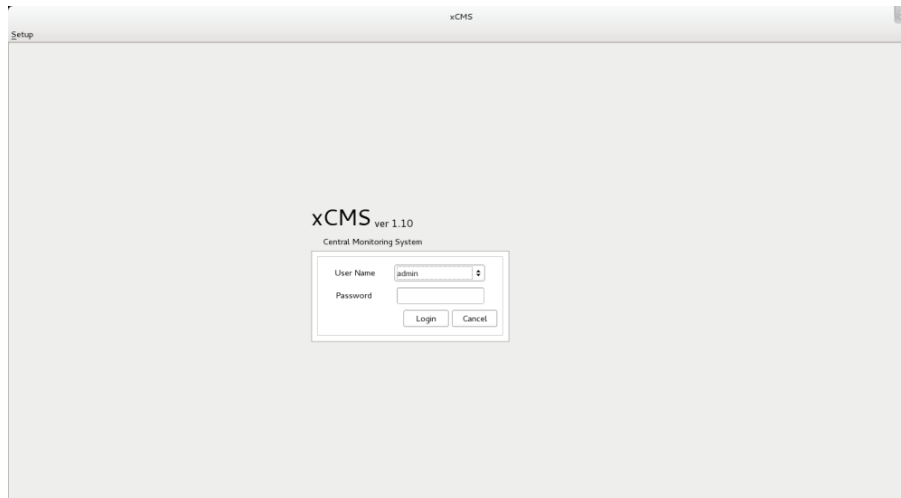 xCMS
Setup
xCMS ver 1.10
Central Monitoring System
User Name admin
Password
Login Cancel